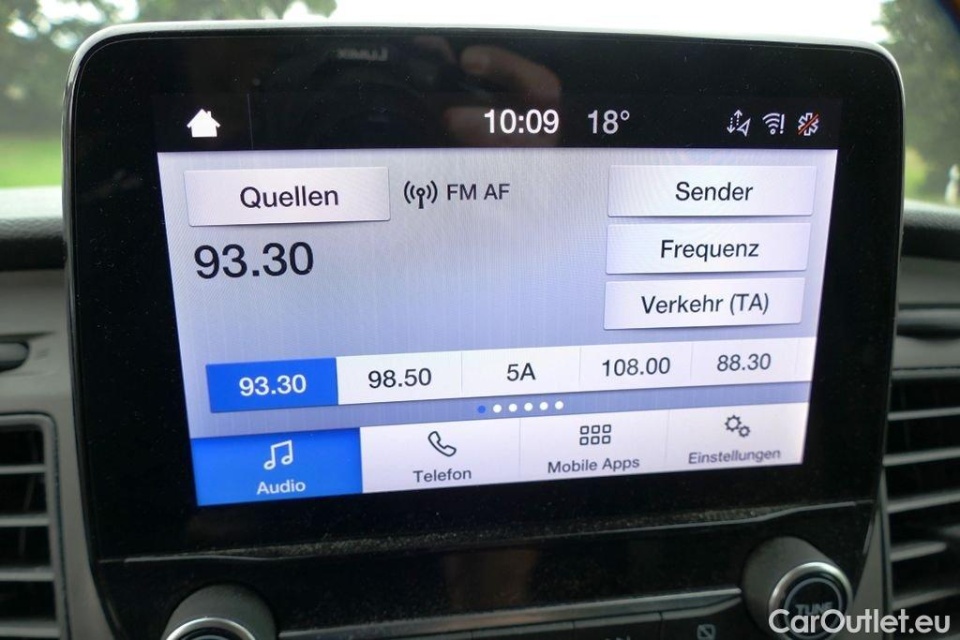 10:09 18°
Quellen FM AF Sender
93.30 Frequenz
Verkehr (TA)
93.30 98.50 5A 108.00 88.30
Audio Telefon Mobile Apps Einstellungen
TUNE
CarOutlet.eu